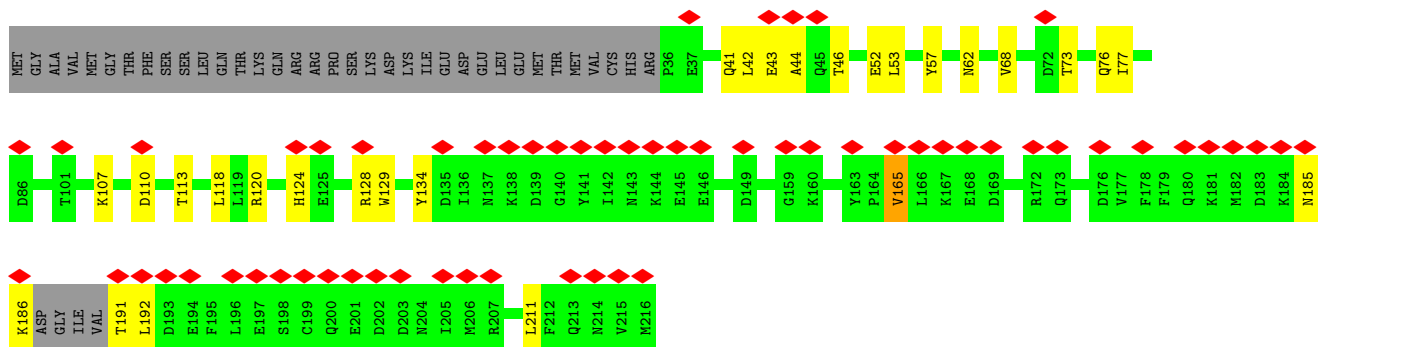 MET GLY ALA VAL MET GLY THR PHE SER SER LEU GLN THR LYS GLN ARG ARG PRO SER LYS ASP LYS ILE GLU ASP GLU LEU GLU MET THR MET VAL CYS HIS ARG P36 E37 Q41 L42 E43 A44 Q45 T46 E52 L53 Y57 N62 V68 D72 T73 Q76 I77
D86 T101 K107 D110 T113 L118 L119 R120 H124 E125 R128 W129 Y134 D135 I136 N137 K138 D139 G140 Y141 I142 N143 K144 E145 E146 D149 G159 K160 Y163 P164 V165 L166 K167 E168 D169 R172 Q173 D176 V177 F178 F179 Q180 K181 M182 D183 K184 N185
K186 ASP GLY ILE VAL T191 L192 D193 E194 F195 L196 E197 S198 C199 Q200 E201 D202 D203 N204 I205 M206 R207 L211 F212 Q213 N214 V215 M216